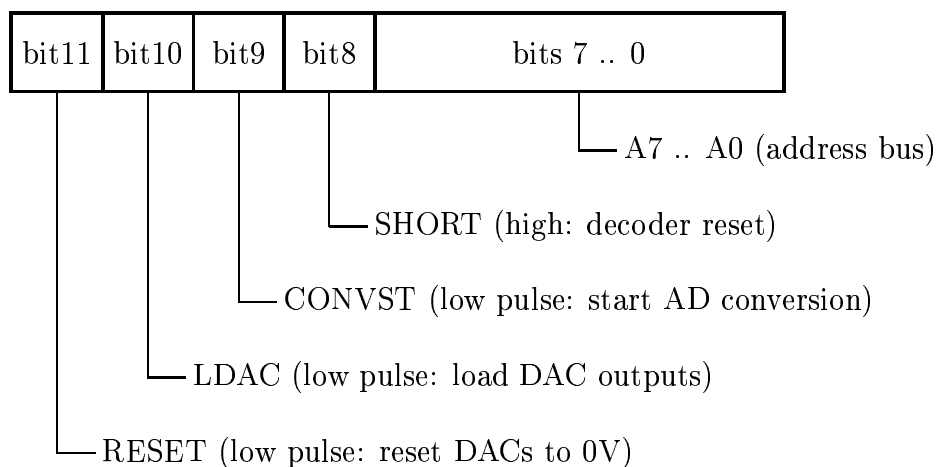 bit11 bit10 bit9 bit8 bits 7 .. 0
A7 .. A0 (address bus)
SHORT (high: decoder reset)
CONVST (low pulse: start AD conversion)
LDAC (low pulse: load DAC outputs)
RESET (low pulse: reset DACs to 0V)